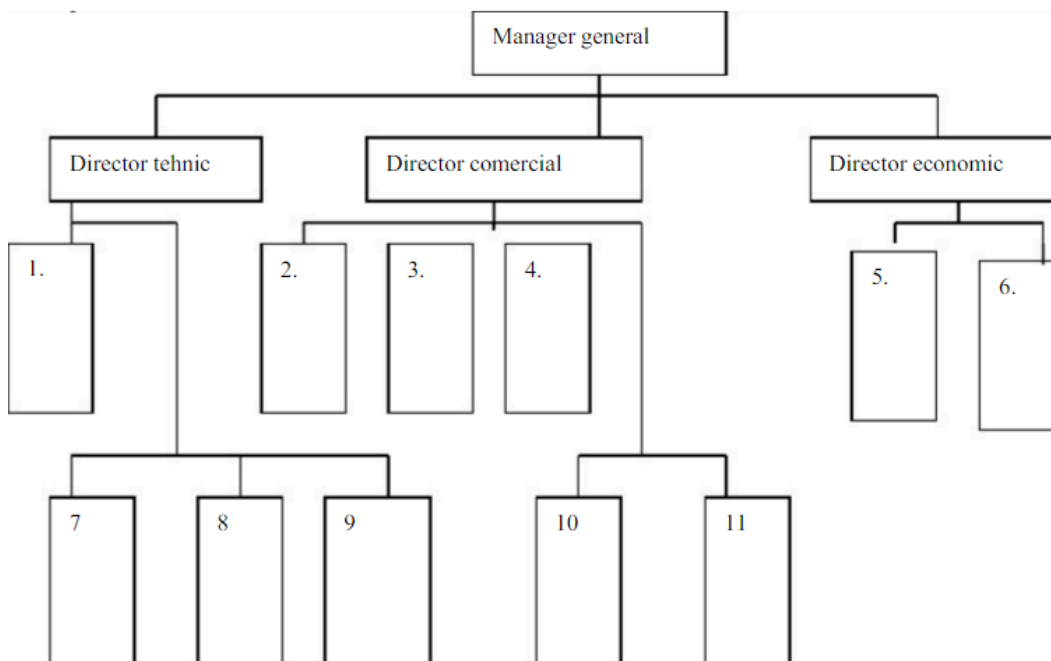 Manager general
Director tehnic
Director comercial
Director economic
1.
2.
3.
4.
5.
6.
7
8
9
10
11